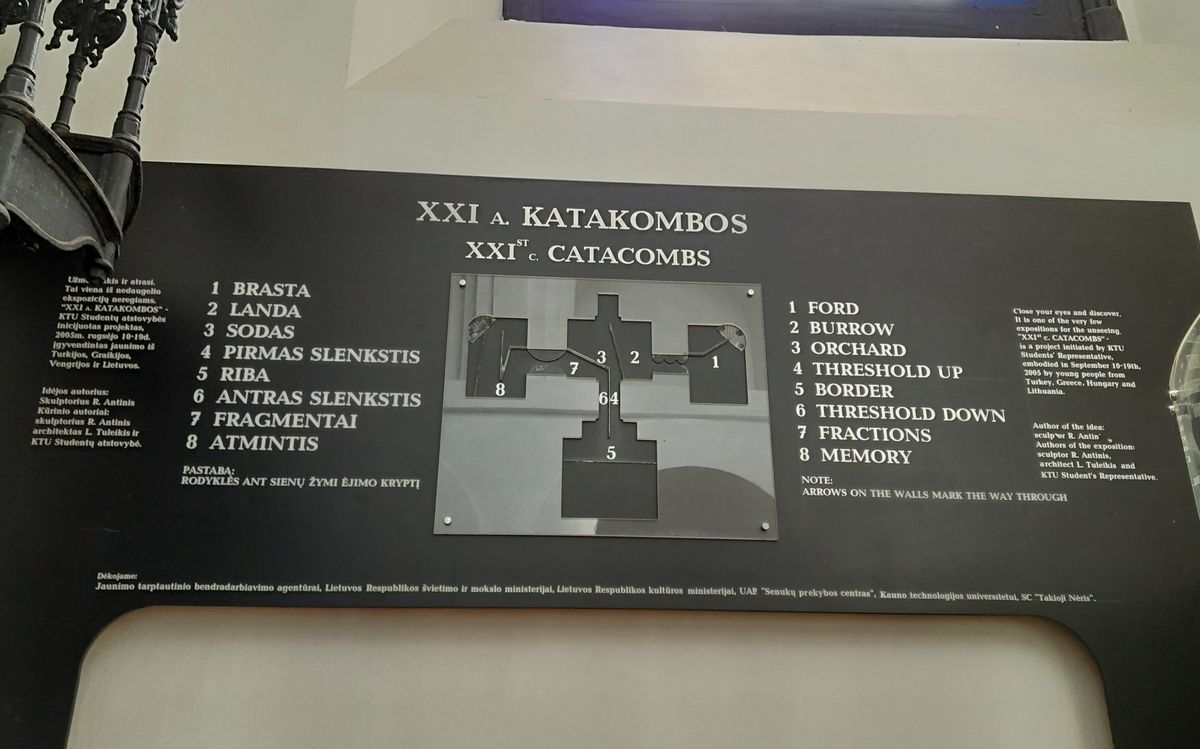 XXI A. KATAKOMBOS
XXI ST C. CATACOMBS
akis ir atrasi.
Tai viena iš nedaugelio
ekspozicijų neregiams.
"XXI a. KATAKOMBOS" -
KTU Studentų atstovybės
inicijuotas projektas,
2005m. rugsėjo 10-19d.
įgyvendintas jaunimo iš
Turkijos, Graikijos,
Vengrijos ir Lietuvos.
Idėjos autorius:
Skulptorius R. Antinis
Kūrinio autoriai:
skulptorius R. Antinis
architektas L. Tuleikis ir
KTU Studentų atstovybė.
1 BRASTA
2 LANDA
3 SODAS
4 PIRMAS SLENKSTIS
5 RIBA
6 ANTRAS SLENKSTIS
7 FRAGMENTAI
8 ATMINTIS
PASTABA:
RODYKLĖS ANT SIENŲ ŽYMI ĖJIMO KRYPTĮ
8
7
3
2
1
6 4
5
1 FORD
2 BURROW
3 ORCHARD
4 THRESHOLD UP
5 BORDER
6 THRESHOLD DOWN
7 FRACTIONS
8 MEMORY
NOTE:
ARROWS ON THE WALLS MARK THE WAY THROUGH
Close your eyes and discover.
It is one of the very few
expositions for the unseeing.
"XXI st c. CATACOMBS"-
is a project initiated by KTU
Students' Representative,
embodied in September 10-19th,
2005 by young people from
Turkey, Greece, Hungary and
Lithuania.
Author of the idea:
sculptor R. Antin
Authors of the exposition:
sculptor R. Antinis,
architect L. Tuleikis and
KTU Student's Representative.
Dėkojame:
Jaunimo tarptautinio bendradarbiavimo agentūrai, Lietuvos Respublikos švietimo ir mokslo ministerijai, Lietuvos Respublikos kultūros ministerijai, UAB "Senukų prekybos centras", Kauno technologijos universitetui, SC "Takioji Nėris".